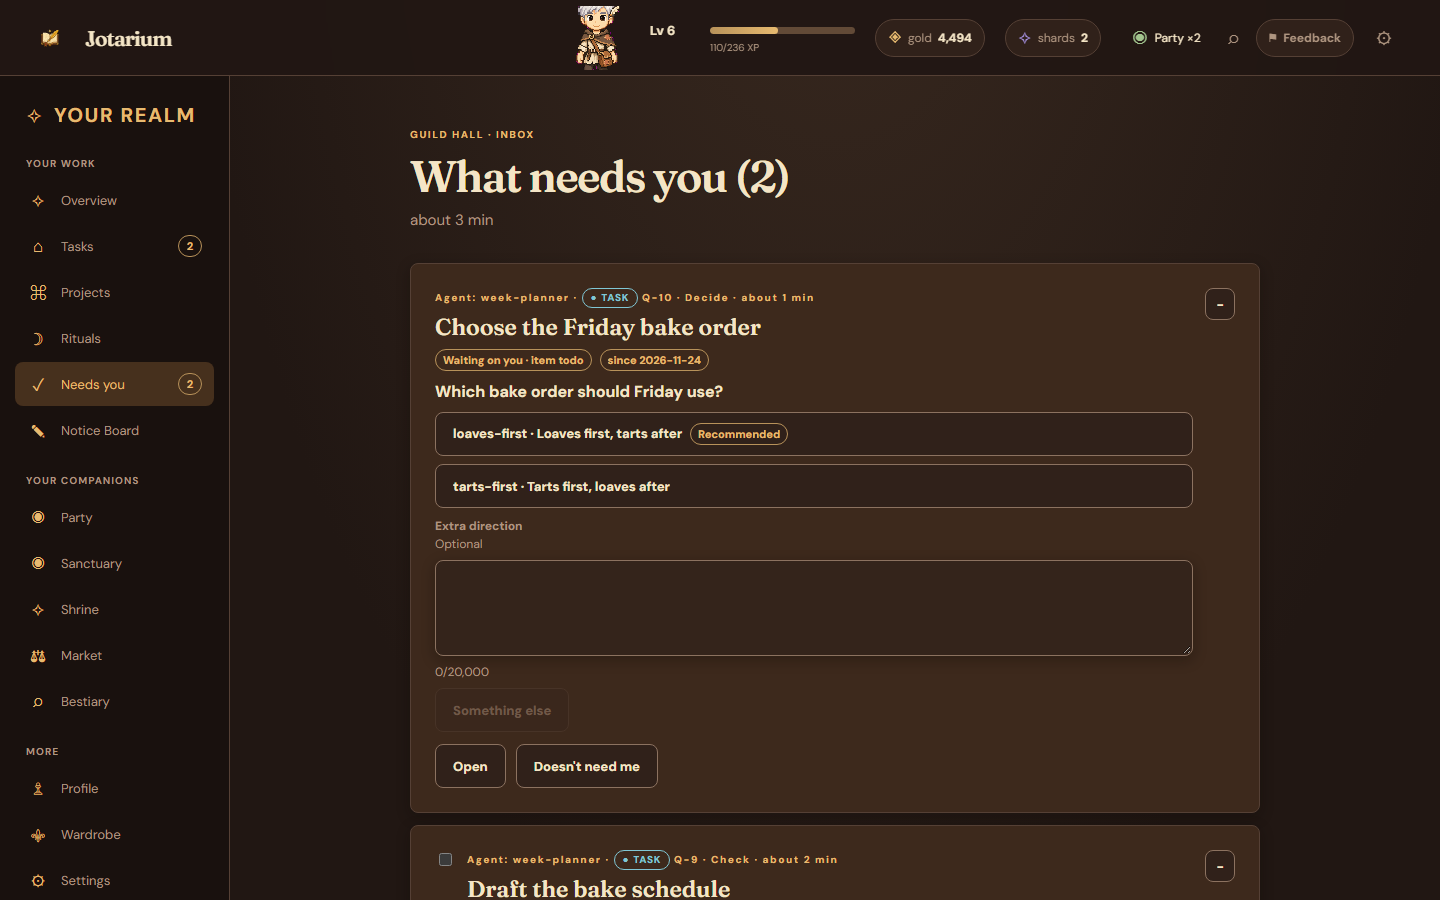 Jotarium
Lv 6
110/236 XP
gold 4,494
shards 2
Party ×2
Feedback
YOUR REALM
YOUR WORK
Overview
Tasks 2
Projects
Rituals
Needs you 2
Notice Board
YOUR COMPANIONS
Party
Sanctuary
Shrine
Market
Bestiary
MORE
Profile
Wardrobe
Settings
GUILD HALL · INBOX
What needs you (2)
about 3 min
Agent: week-planner · • TASK Q-10 · Decide · about 1 min
–
Choose the Friday bake order
Waiting on you · Item todo since 2026-11-24
Which bake order should Friday use?
loaves-first · Loaves first, tarts after Recommended
tarts-first · Tarts first, loaves after
Extra direction
Optional
0/20,000
Something else
Open Doesn't need me
Agent: week-planner · • TASK Q-9 · Check · about 2 min
–
Draft the bake schedule